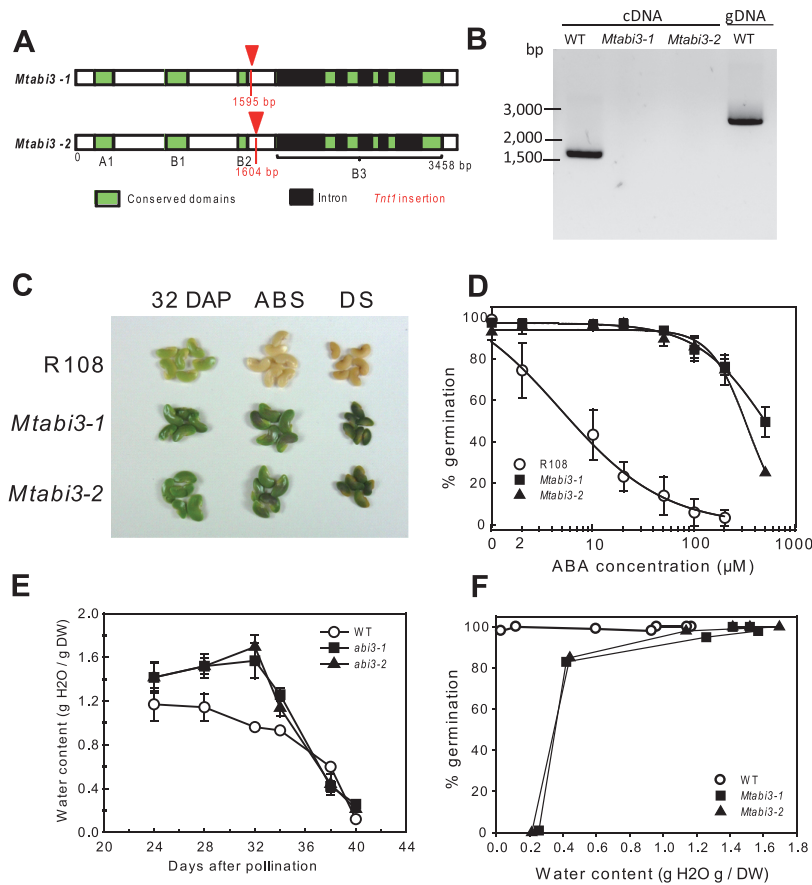 A
Mtabi3-1
1595 bp
Mtabi3-2
0
A1
B1
B2
1604 bp
B3
3458 bp
Conserved domains
Intron
Tnt1 insertion
B
cDNA gDNA
bp
WT Mtabi3-1 Mtabi3-2 WT
3,000
2,000
1,500
C
32 DAP ABS DS
R108
Mtabi3-1
Mtabi3-2
D
% germination
100
80
60
40
20
0
R108
Mtabi3-1
Mtabi3-2
0 2 10 100 1000
ABA concentration (µM)
E
Water content (g H2O / g DW)
2.0
1.6
1.2
0.8
0.4
0.0
WT
abi3-1
abi3-2
20 24 28 32 36 40 44
Days after pollination
F
% germination
100
80
60
40
20
0
WT
Mtabi3-1
Mtabi3-2
0.0 0.2 0.4 0.6 0.8 1.0 1.2 1.4 1.6 1.8
Water content (g H2O g / DW)